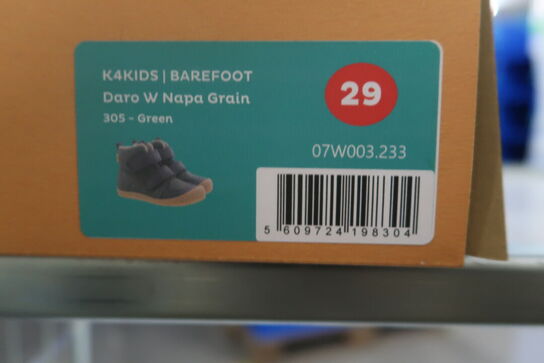 K4KIDS | BAREFOOT
Daro W Napa Grain
305 - Green
29
07W003.233
5 609724 198304